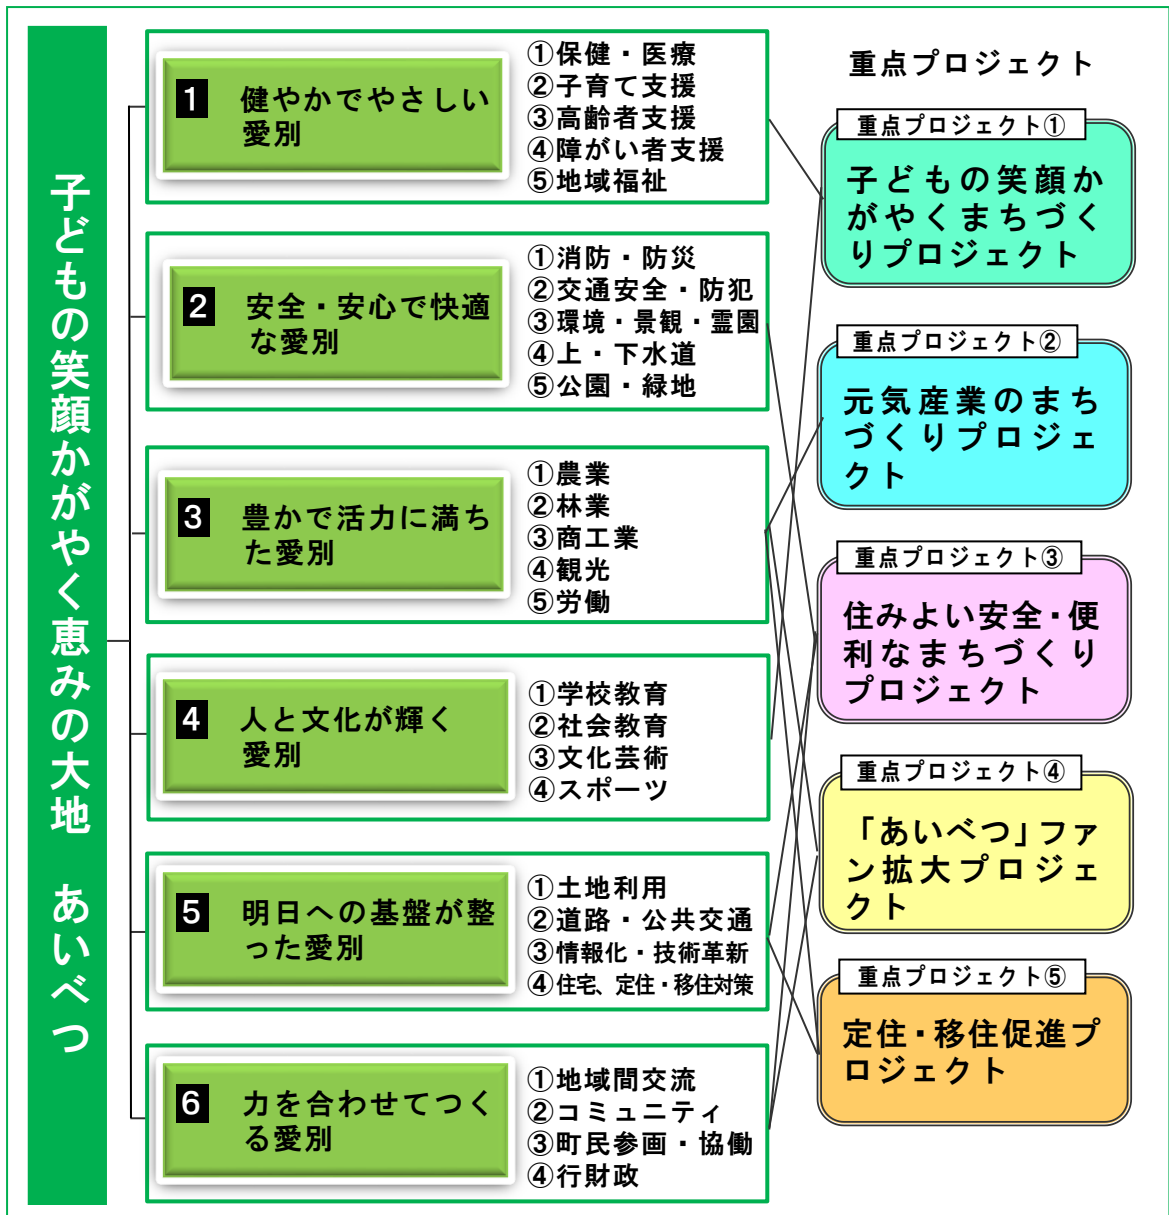 子どもの笑顔かがやく恵みの大地　あいべつ
1 健やかでやさしい
愛別
①保健・医療
②子育て支援
③高齢者支援
④障がい者支援
⑤地域福祉
2 安全・安心で快適
な愛別
①消防・防災
②交通安全・防犯
③環境・景観・霊園
④上・下水道
⑤公園・緑地
3 豊かで活力に満ち
た愛別
①農業
②林業
③商工業
④観光
⑤労働
4 人と文化が輝く
愛別
①学校教育
②社会教育
③文化芸術
④スポーツ
5 明日への基盤が整
った愛別
①土地利用
②道路・公共交通
③情報化・技術革新
④住宅、定住・移住対策
6 力を合わせてつく
る愛別
①地域間交流
②コミュニティ
③町民参画・協働
④行財政
重点プロジェクト
重点プロジェクト①
子どもの笑顔か
がやくまちづく
りプロジェクト
重点プロジェクト②
元気産業のまち
づくりプロジェ
クト
重点プロジェクト③
住みよい安全・便
利なまちづくり
プロジェクト
重点プロジェクト④
「あいべつ」ファ
ン拡大プロジェ
クト
重点プロジェクト⑤
定住・移住促進プ
ロジェクト